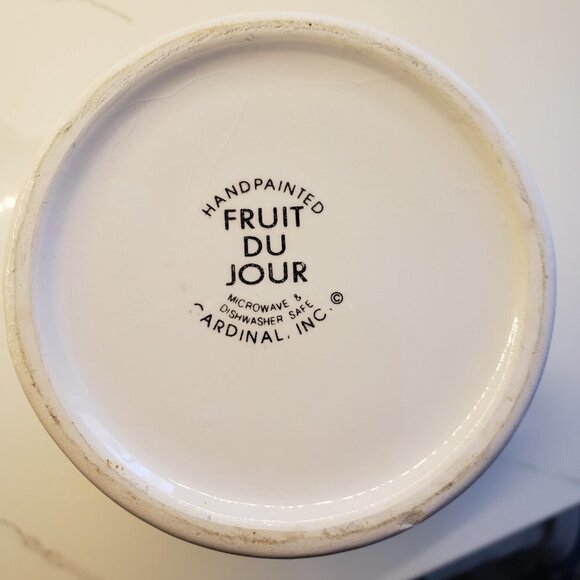 HANDPAINTED
FRUIT
DU
JOUR
MICROWAVE &
DISHWASHER SAFE
CARDINAL, INC. ©